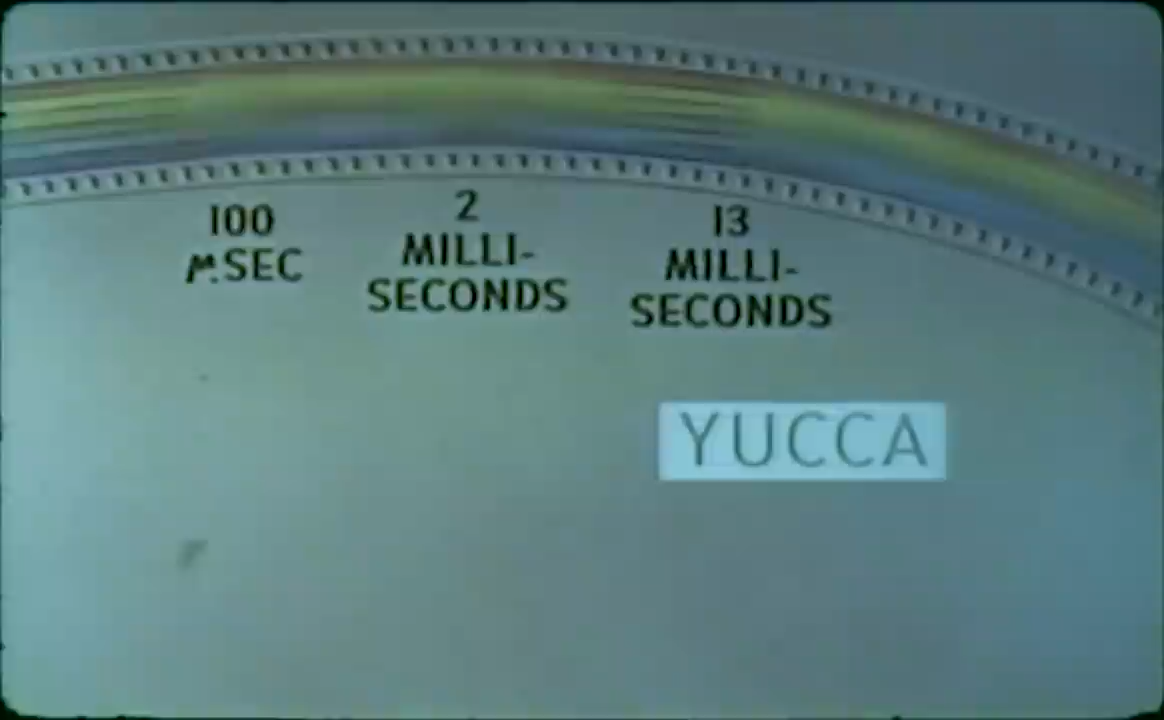 100
μSEC
2
MILLI-
SECONDS
13
MILLI-
SECONDS
YUCCA